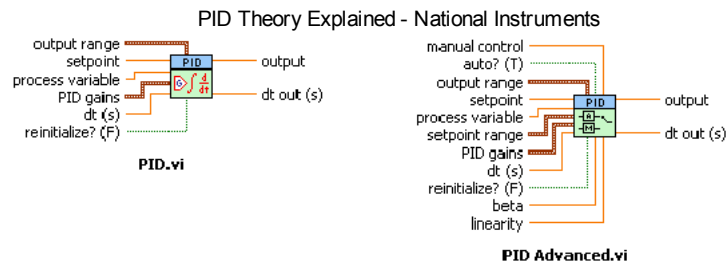 PID Theory Explained - National Instruments
output range
setpoint
process variable
PID gains
dt (s)
reinitialize? (F)
PID
G
d
dt
output
dt out (s)
PID.vi
manual control
auto? (T)
output range
setpoint
process variable
setpoint range
PID gains
dt (s)
reinitialize? (F)
beta
linearity
PID
A
M
output
dt out (s)
PID Advanced.vi